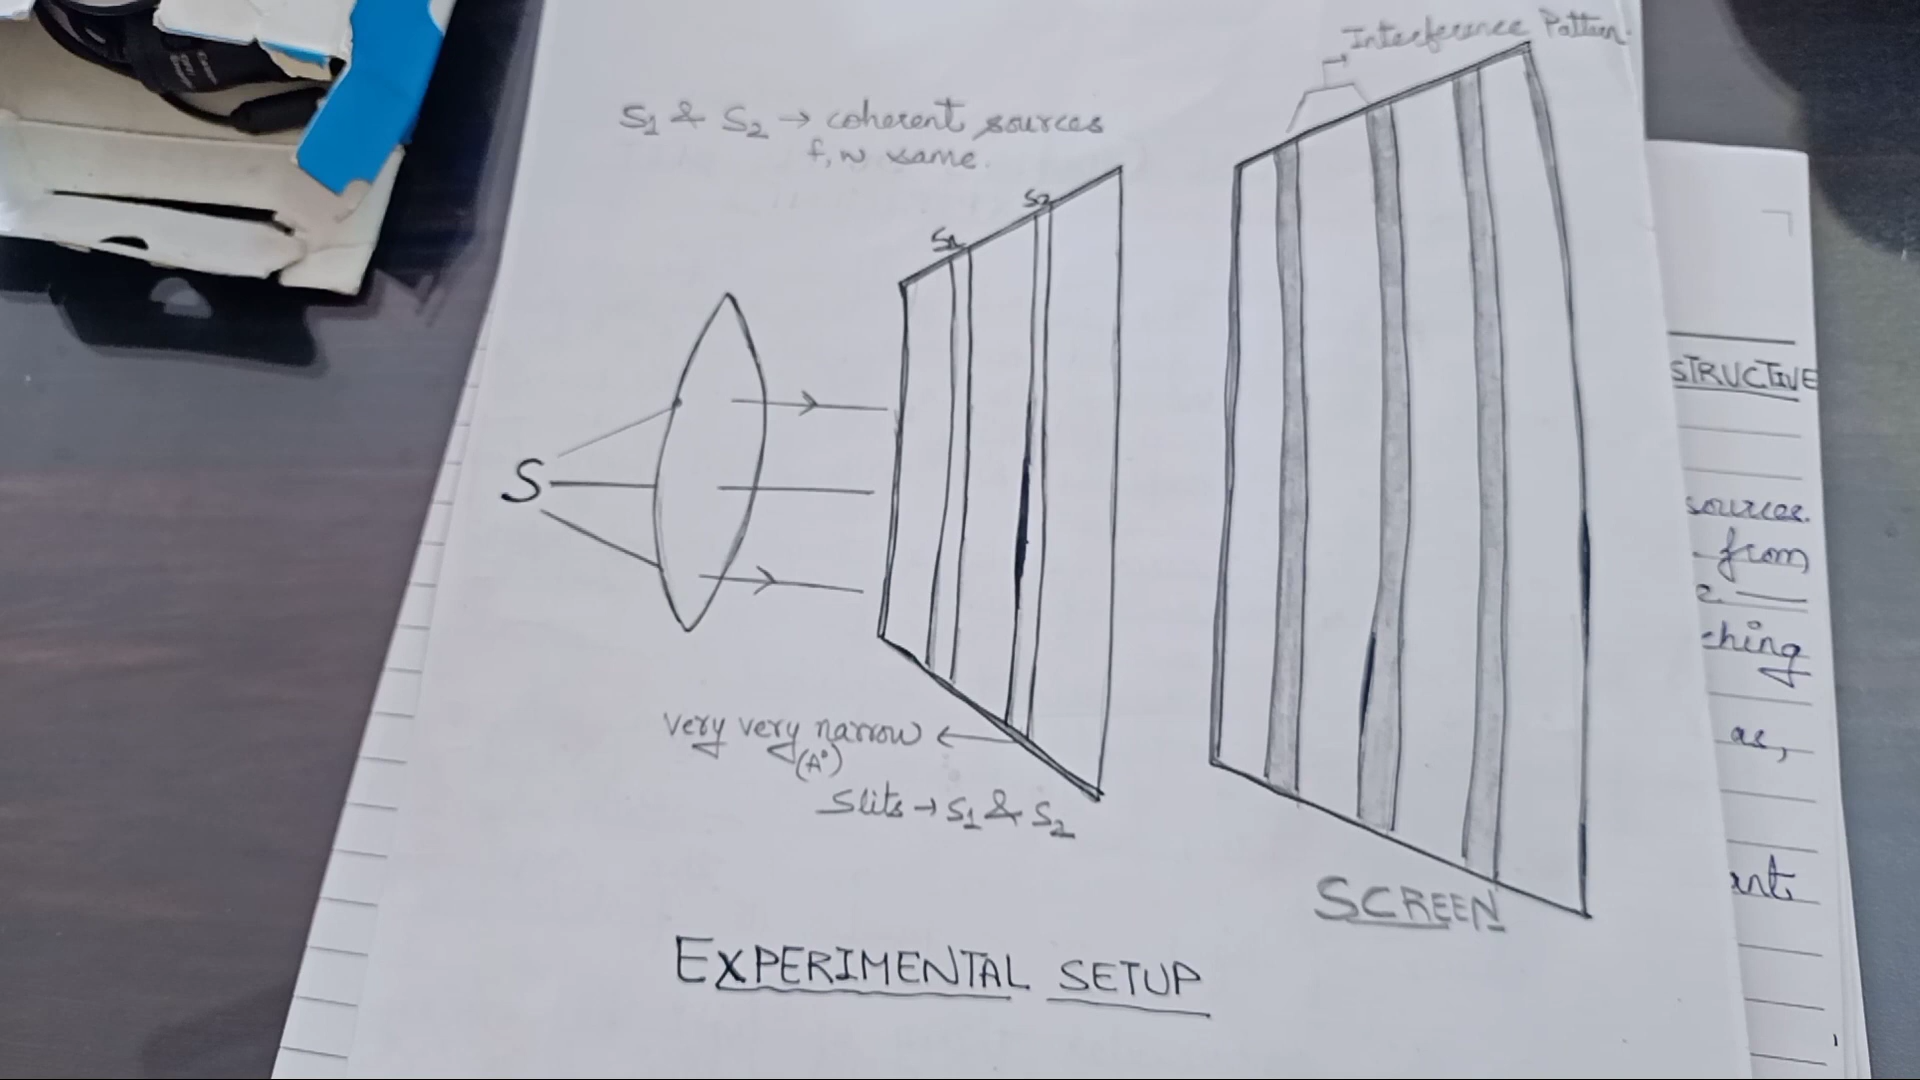 Interference Pattern.
S1 & S2 → coherent sources
f, w same.
S1
S2
S
very very narrow ←
(A°)
Slits → S1 & S2
SCREEN
EXPERIMENTAL SETUP
STRUCTIVE
sources.
from
ching
as,